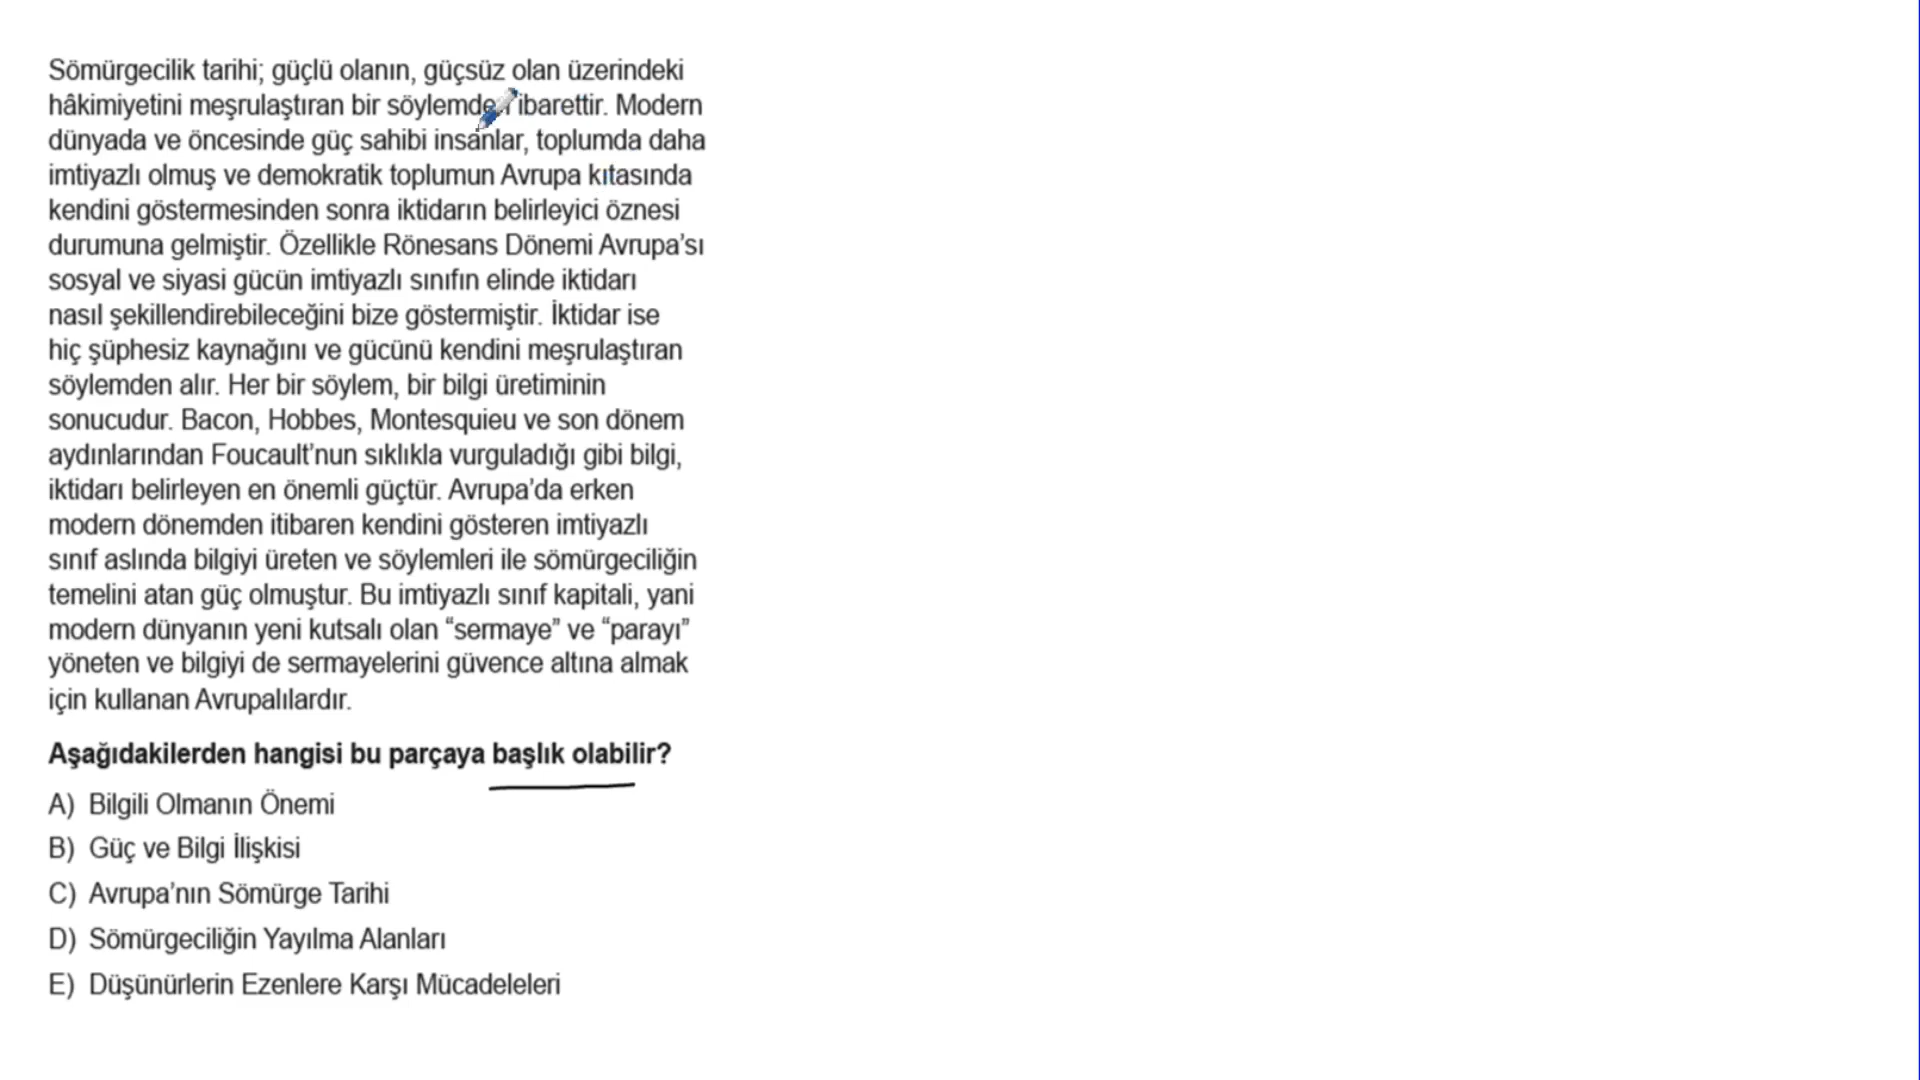 Sömürgecilik tarihi; güçlü olanın, güçsüz olan üzerindeki
hâkimiyetini meşrulaştıran bir söylemden ibarettir. Modern
dünyada ve öncesinde güç sahibi insanlar, toplumda daha
imtiyazlı olmuş ve demokratik toplumun Avrupa kıtasında
kendini göstermesinden sonra iktidarın belirleyici öznesi
durumuna gelmiştir. Özellikle Rönesans Dönemi Avrupa’sı
sosyal ve siyasi gücün imtiyazlı sınıfın elinde iktidarı
nasıl şekillendirebileceğini bize göstermiştir. İktidar ise
hiç şüphesiz kaynağını ve gücünü kendini meşrulaştıran
söylemden alır. Her bir söylem, bir bilgi üretiminin
sonucudur. Bacon, Hobbes, Montesquieu ve son dönem
aydınlarından Foucault’nun sıklıkla vurguladığı gibi bilgi,
iktidarı belirleyen en önemli güçtür. Avrupa’da erken
modern dönemden itibaren kendini gösteren imtiyazlı
sınıf aslında bilgiyi üreten ve söylemleri ile sömürgeciliğin
temelini atan güç olmuştur. Bu imtiyazlı sınıf kapitali, yani
modern dünyanın yeni kutsalı olan “sermaye” ve “parayı”
yöneten ve bilgiyi de sermayelerini güvence altına almak
için kullanan Avrupalılardır.
Aşağıdakilerden hangisi bu parçaya başlık olabilir?
A) Bilgili Olmanın Önemi
B) Güç ve Bilgi İlişkisi
C) Avrupa’nın Sömürge Tarihi
D) Sömürgeciliğin Yayılma Alanları
E) Düşünürlerin Ezenlere Karşı Mücadeleleri